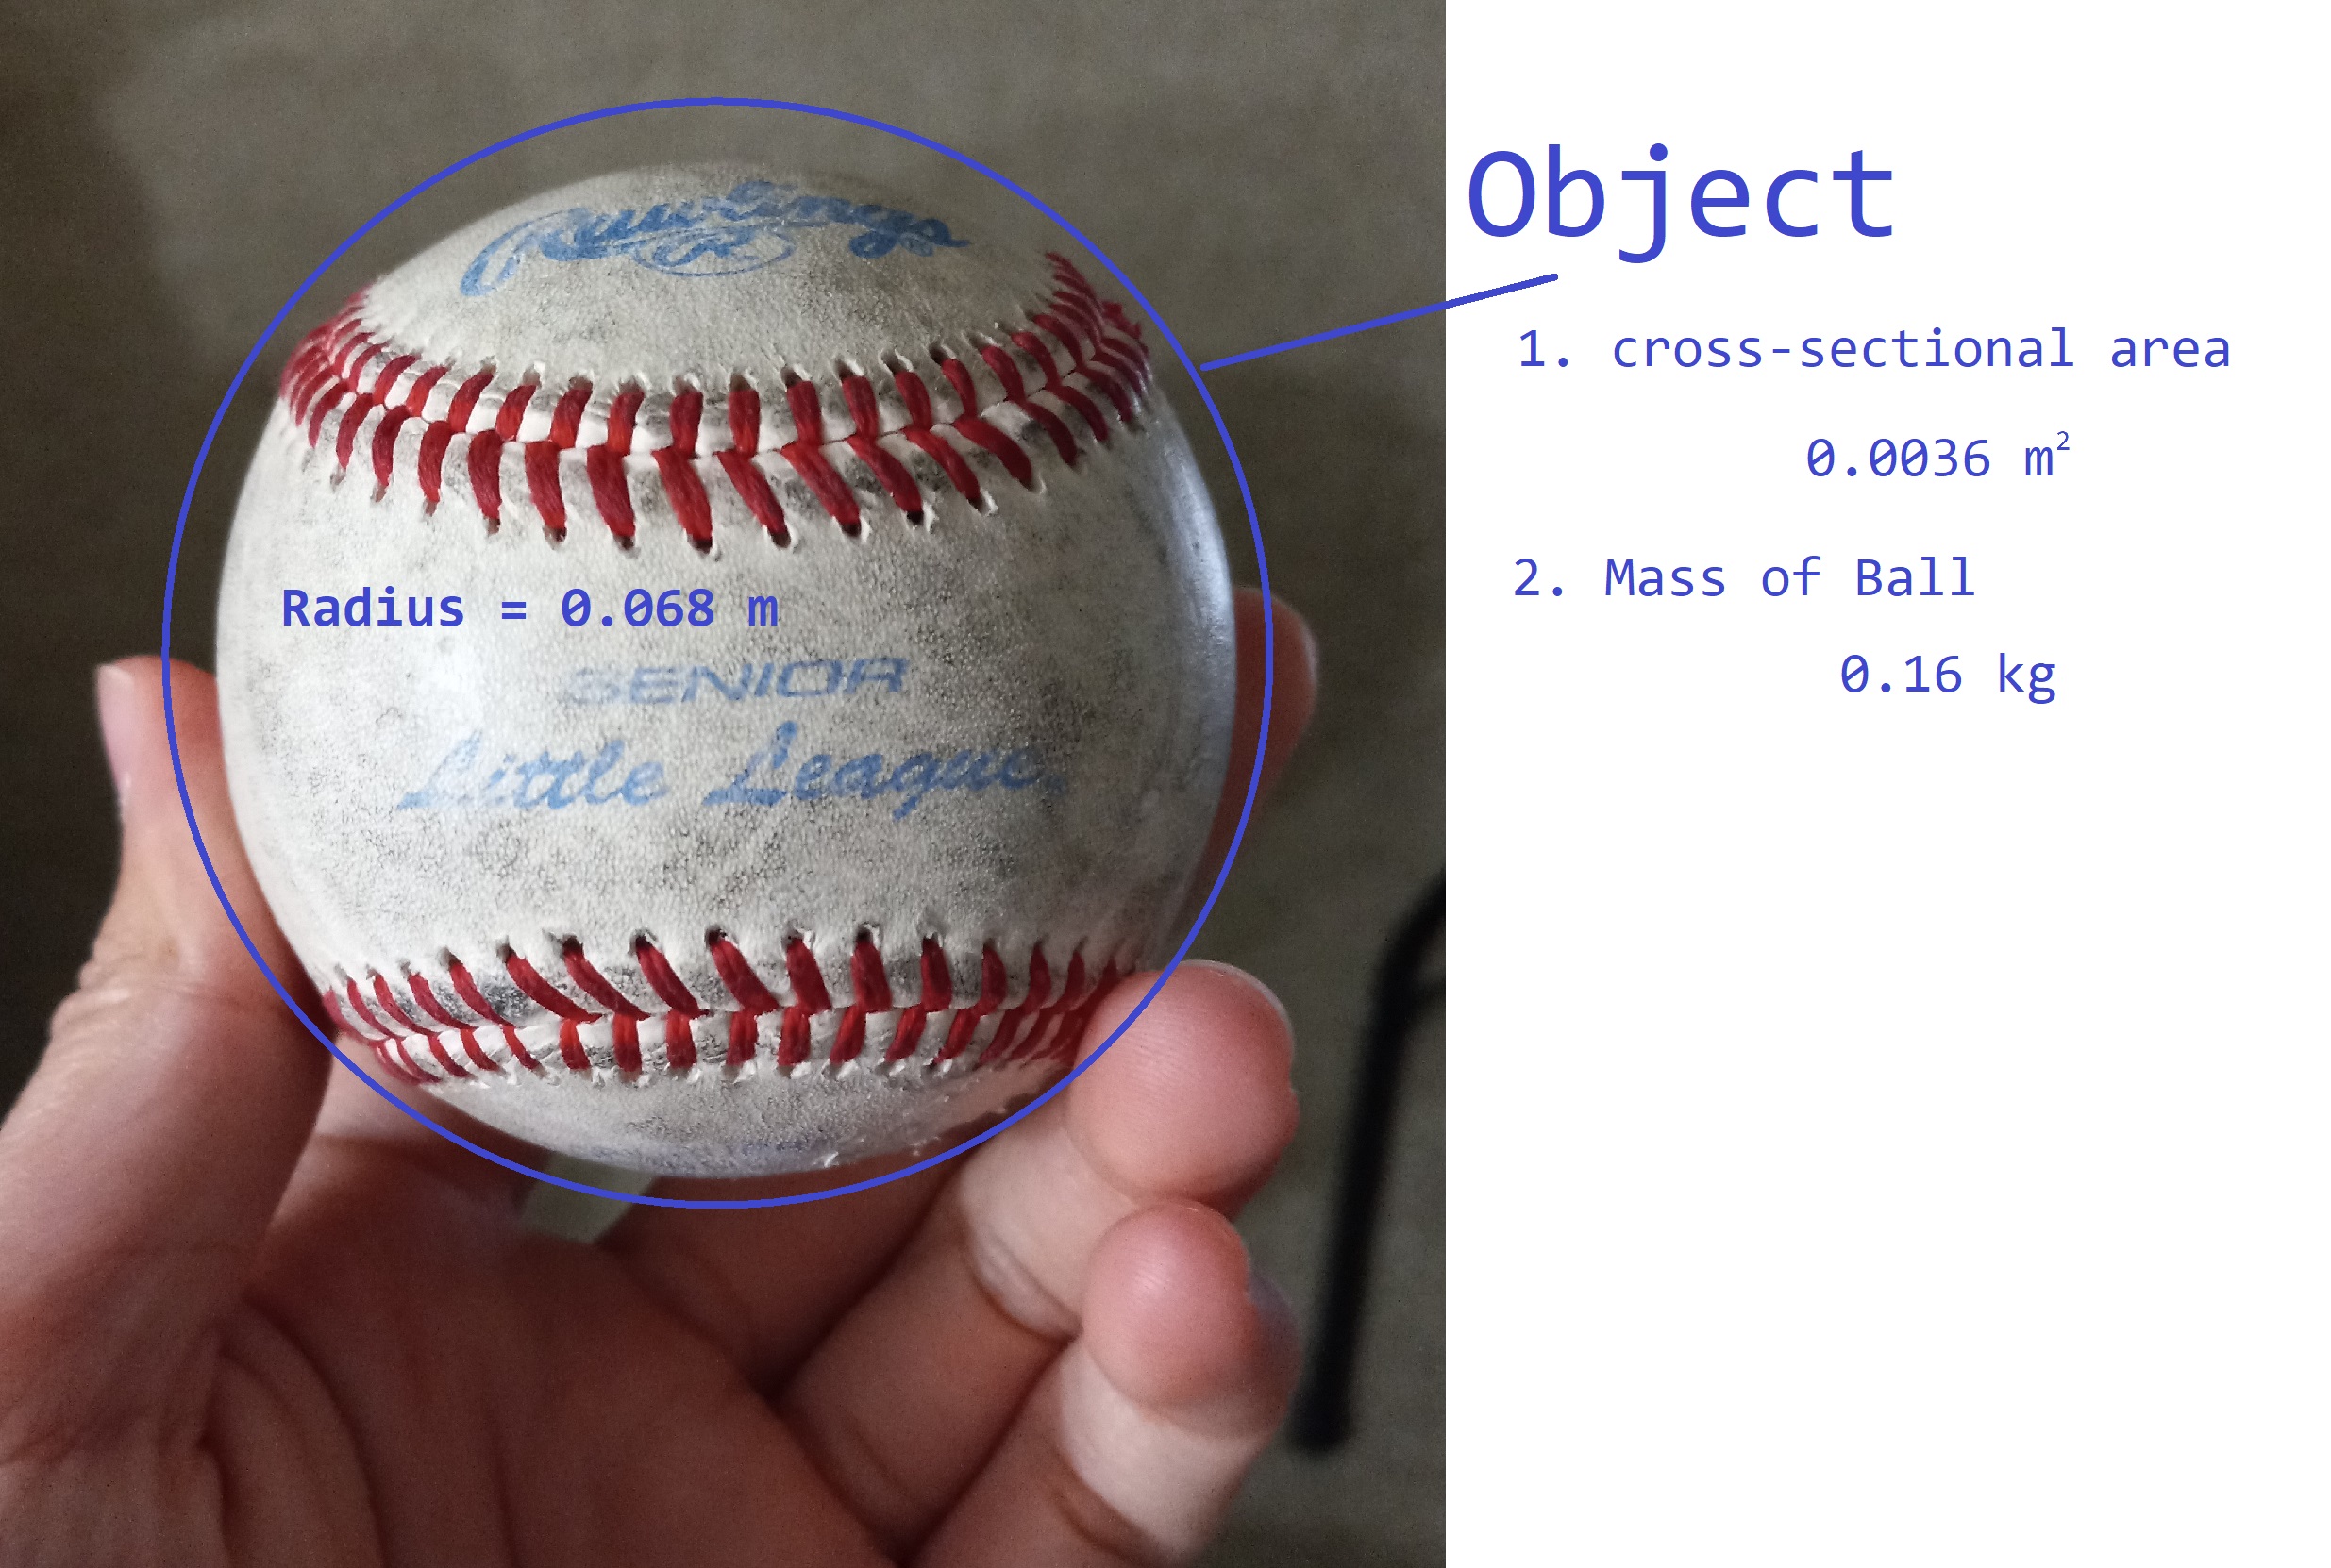 Rawlings
R
Radius = 0.068 m
SENIOR
Little League
Object
1. cross-sectional area
0.0036 m²
2. Mass of Ball
0.16 kg